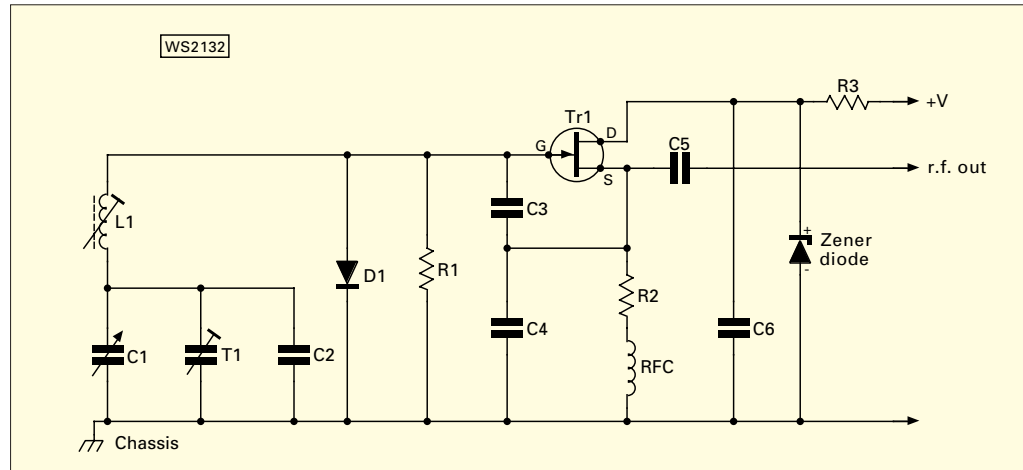 WS2132
R3
+V
Tr1
D
G
S
C5
r.f. out
L1
C3
D1
R1
+
Zener
diode
-
R2
C1
T1
C2
C4
C6
RFC
Chassis